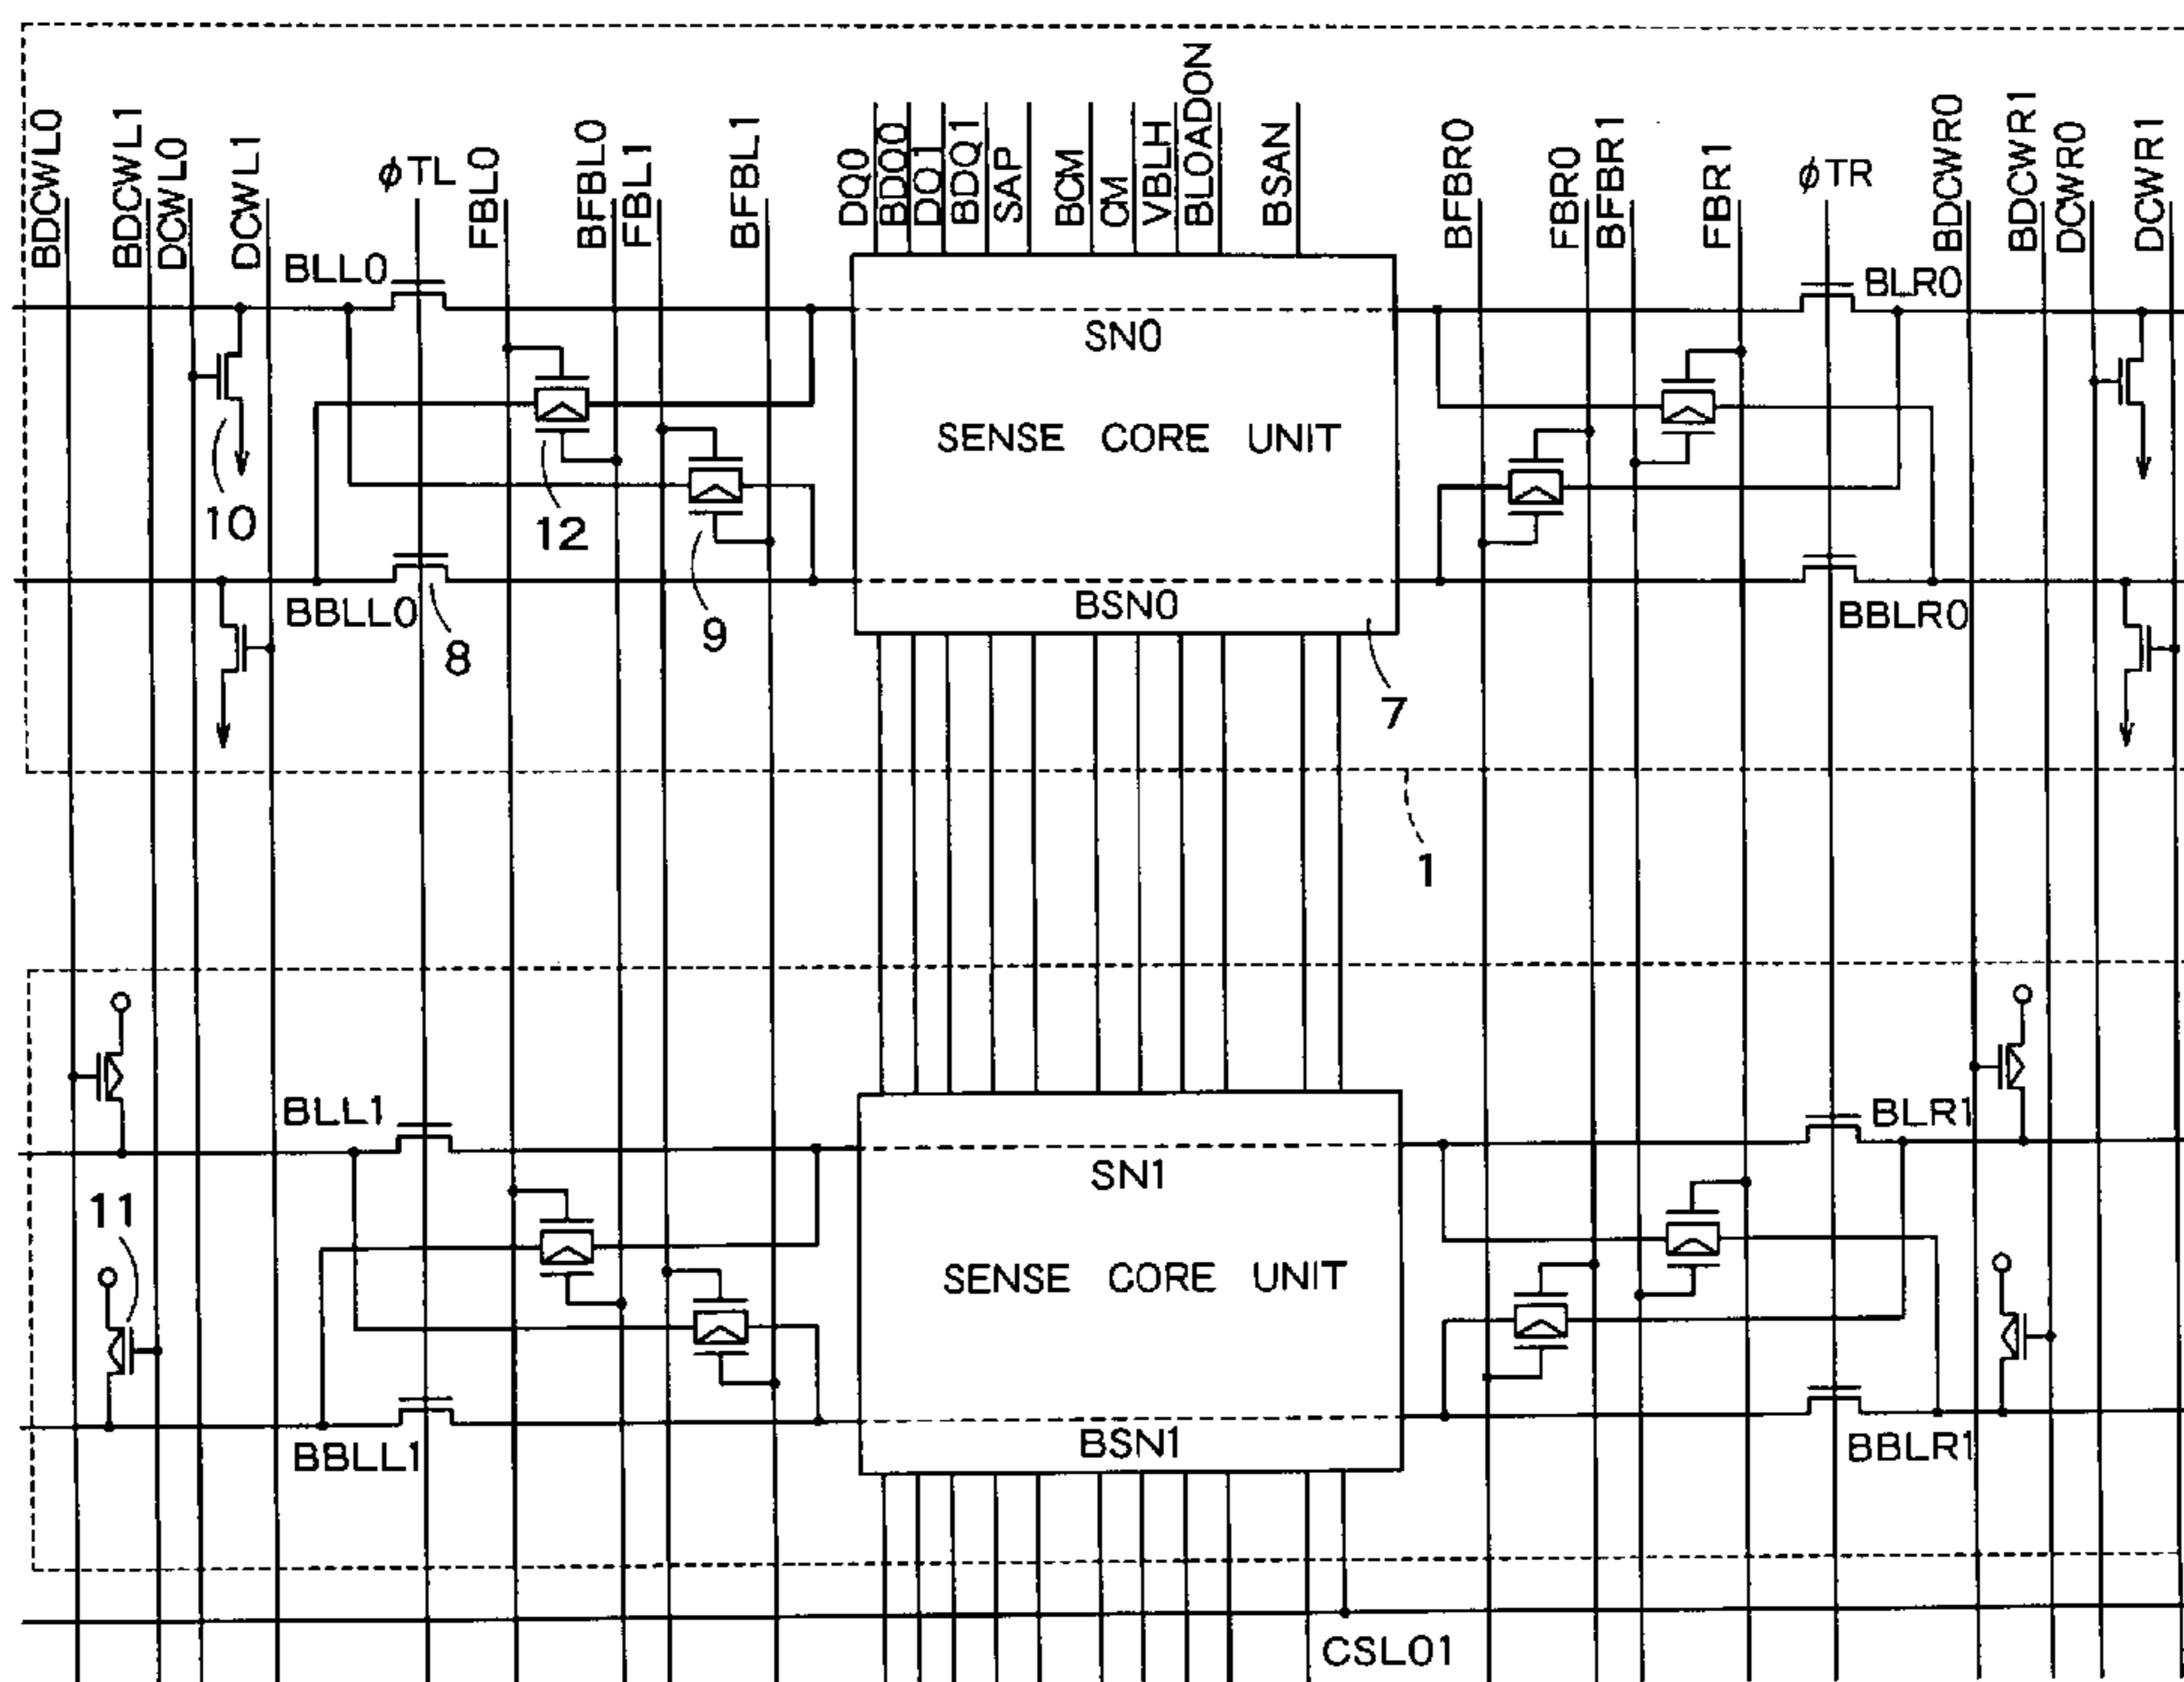 BDCWL0
BDCWL1
DCWL0
DCWL1
φTL
FBL0
BFBL0
FBL1
BFBL1
DQ0
BDQ0
DQ1
BDQ1
SAP
BCM
CM
VBLH
BLOADON
BSAN
BFBR0
FBR0
BFBR1
FBR1
φTR
BDCWR0
BDCWR1
DCWR0
DCWR1
BLL0
BLR0
SN0
SENSE CORE UNIT
10
12
9
BSN0
BBLL0
8
BBLR0
7
1
BLL1
BLR1
SN1
11
SENSE CORE UNIT
BSN1
BBLL1
BBLR1
CSL01